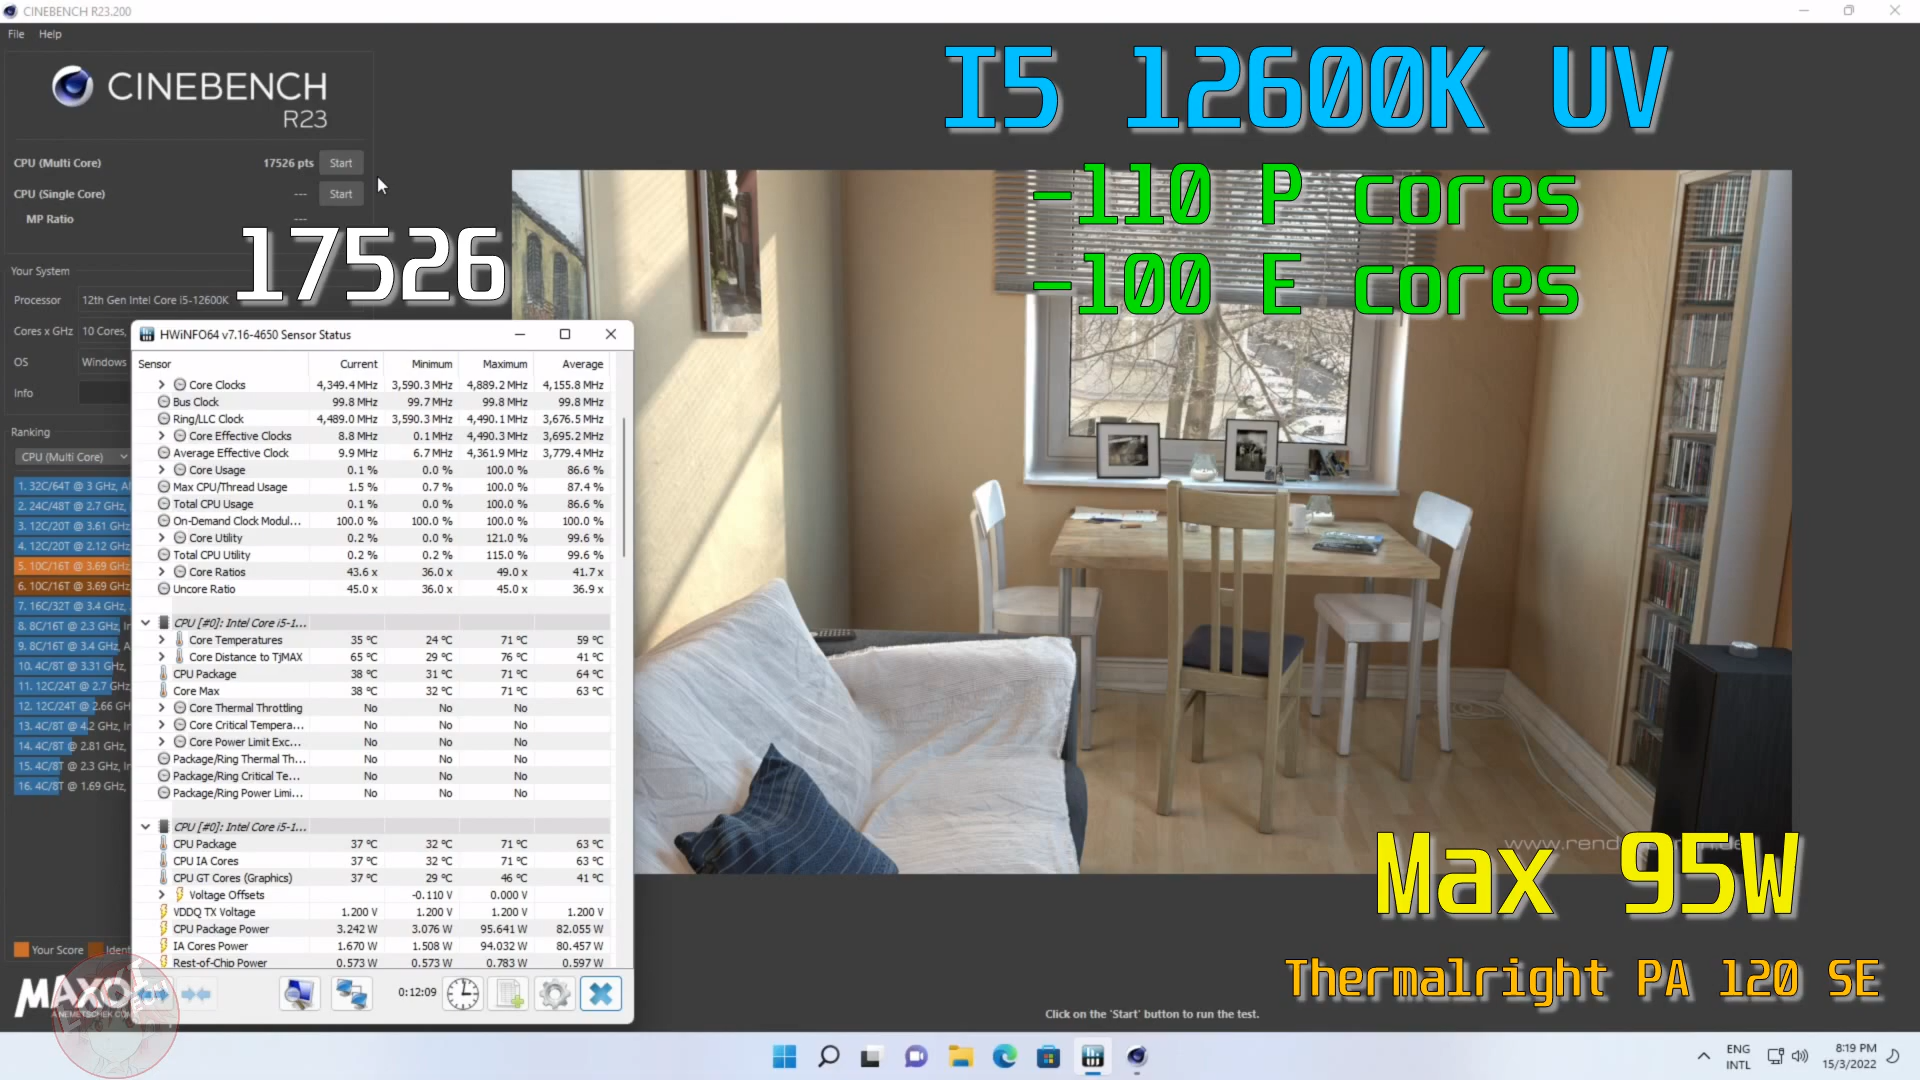 CINEBENCH R23.200
File Help
CINEBENCH
R23
CPU (Multi Core) 17526 pts Start
CPU (Single Core) --- Start
MP Ratio ---
17526
I5 12600K UV
-110 P cores
-100 E cores
Your System
Processor 12th Gen Intel Core i5-12600K
Cores x GHz 10 Cores,
OS Windows
Info
Ranking
CPU (Multi Core)
1. 32C/64T @ 3 GHz, A
2. 24C/48T @ 2.7 GHz,
3. 12C/20T @ 3.61 GHz
4. 12C/20T @ 2.12 GHz
5. 10C/16T @ 3.69 GHz
6. 10C/16T @ 3.69 GHz
7. 16C/32T @ 3.4 GHz,
8. 8C/16T @ 2.3 GHz, In
9. 8C/16T @ 3.4 GHz, A
10. 4C/8T @ 3.31 GHz,
11. 12C/24T @ 2.7 GHz
12. 12C/24T @ 2.66 GHz
13. 4C/8T @ 4.2 GHz, In
14. 4C/8T @ 2.81 GHz,
15. 4C/8T @ 2.3 GHz, In
16. 4C/8T @ 1.69 GHz,
Your Score Ident
MAXO
A NEMETSCHEK COM
HWiNFO64 v7.16-4650 Sensor Status
Sensor Current Minimum Maximum Average
Core Clocks 4,349.4 MHz 3,590.3 MHz 4,889.2 MHz 4,155.8 MHz
Bus Clock 99.8 MHz 99.7 MHz 99.8 MHz 99.8 MHz
Ring/LLC Clock 4,489.0 MHz 3,590.3 MHz 4,490.1 MHz 3,676.5 MHz
Core Effective Clocks 8.8 MHz 0.1 MHz 4,490.3 MHz 3,695.2 MHz
Average Effective Clock 9.9 MHz 6.7 MHz 4,361.9 MHz 3,779.4 MHz
Core Usage 0.1 % 0.0 % 100.0 % 86.6 %
Max CPU/Thread Usage 1.5 % 0.7 % 100.0 % 87.4 %
Total CPU Usage 0.1 % 0.0 % 100.0 % 86.6 %
On-Demand Clock Modul... 100.0 % 100.0 % 100.0 % 100.0 %
Core Utility 0.2 % 0.0 % 121.0 % 99.6 %
Total CPU Utility 0.2 % 0.2 % 115.0 % 99.6 %
Core Ratios 43.6 x 36.0 x 49.0 x 41.7 x
Uncore Ratio 45.0 x 36.0 x 45.0 x 36.9 x
CPU [#0]: Intel Core i5-1...
Core Temperatures 35 °C 24 °C 71 °C 59 °C
Core Distance to TjMAX 65 °C 29 °C 76 °C 41 °C
CPU Package 38 °C 31 °C 71 °C 64 °C
Core Max 38 °C 32 °C 71 °C 63 °C
Core Thermal Throttling No No No
Core Critical Tempera... No No No
Core Power Limit Exc... No No No
Package/Ring Thermal Th... No No No
Package/Ring Critical Te... No No No
Package/Ring Power Limi... No No No
CPU [#0]: Intel Core i5-1...
CPU Package 37 °C 32 °C 71 °C 63 °C
CPU IA Cores 37 °C 32 °C 71 °C 63 °C
CPU GT Cores (Graphics) 37 °C 29 °C 46 °C 41 °C
Voltage Offsets -0.110 V 0.000 V
VDDQ TX Voltage 1.200 V 1.200 V 1.200 V 1.200 V
CPU Package Power 3.242 W 3.076 W 95.641 W 82.055 W
IA Cores Power 1.670 W 1.508 W 94.032 W 80.457 W
Rest-of-Chip Power 0.573 W 0.573 W 0.783 W 0.597 W
0:12:09
www.rend
Max 95W
Thermalright PA 120 SE
Click on the 'Start' button to run the test.
ENG
INTL
8:19 PM
15/3/2022